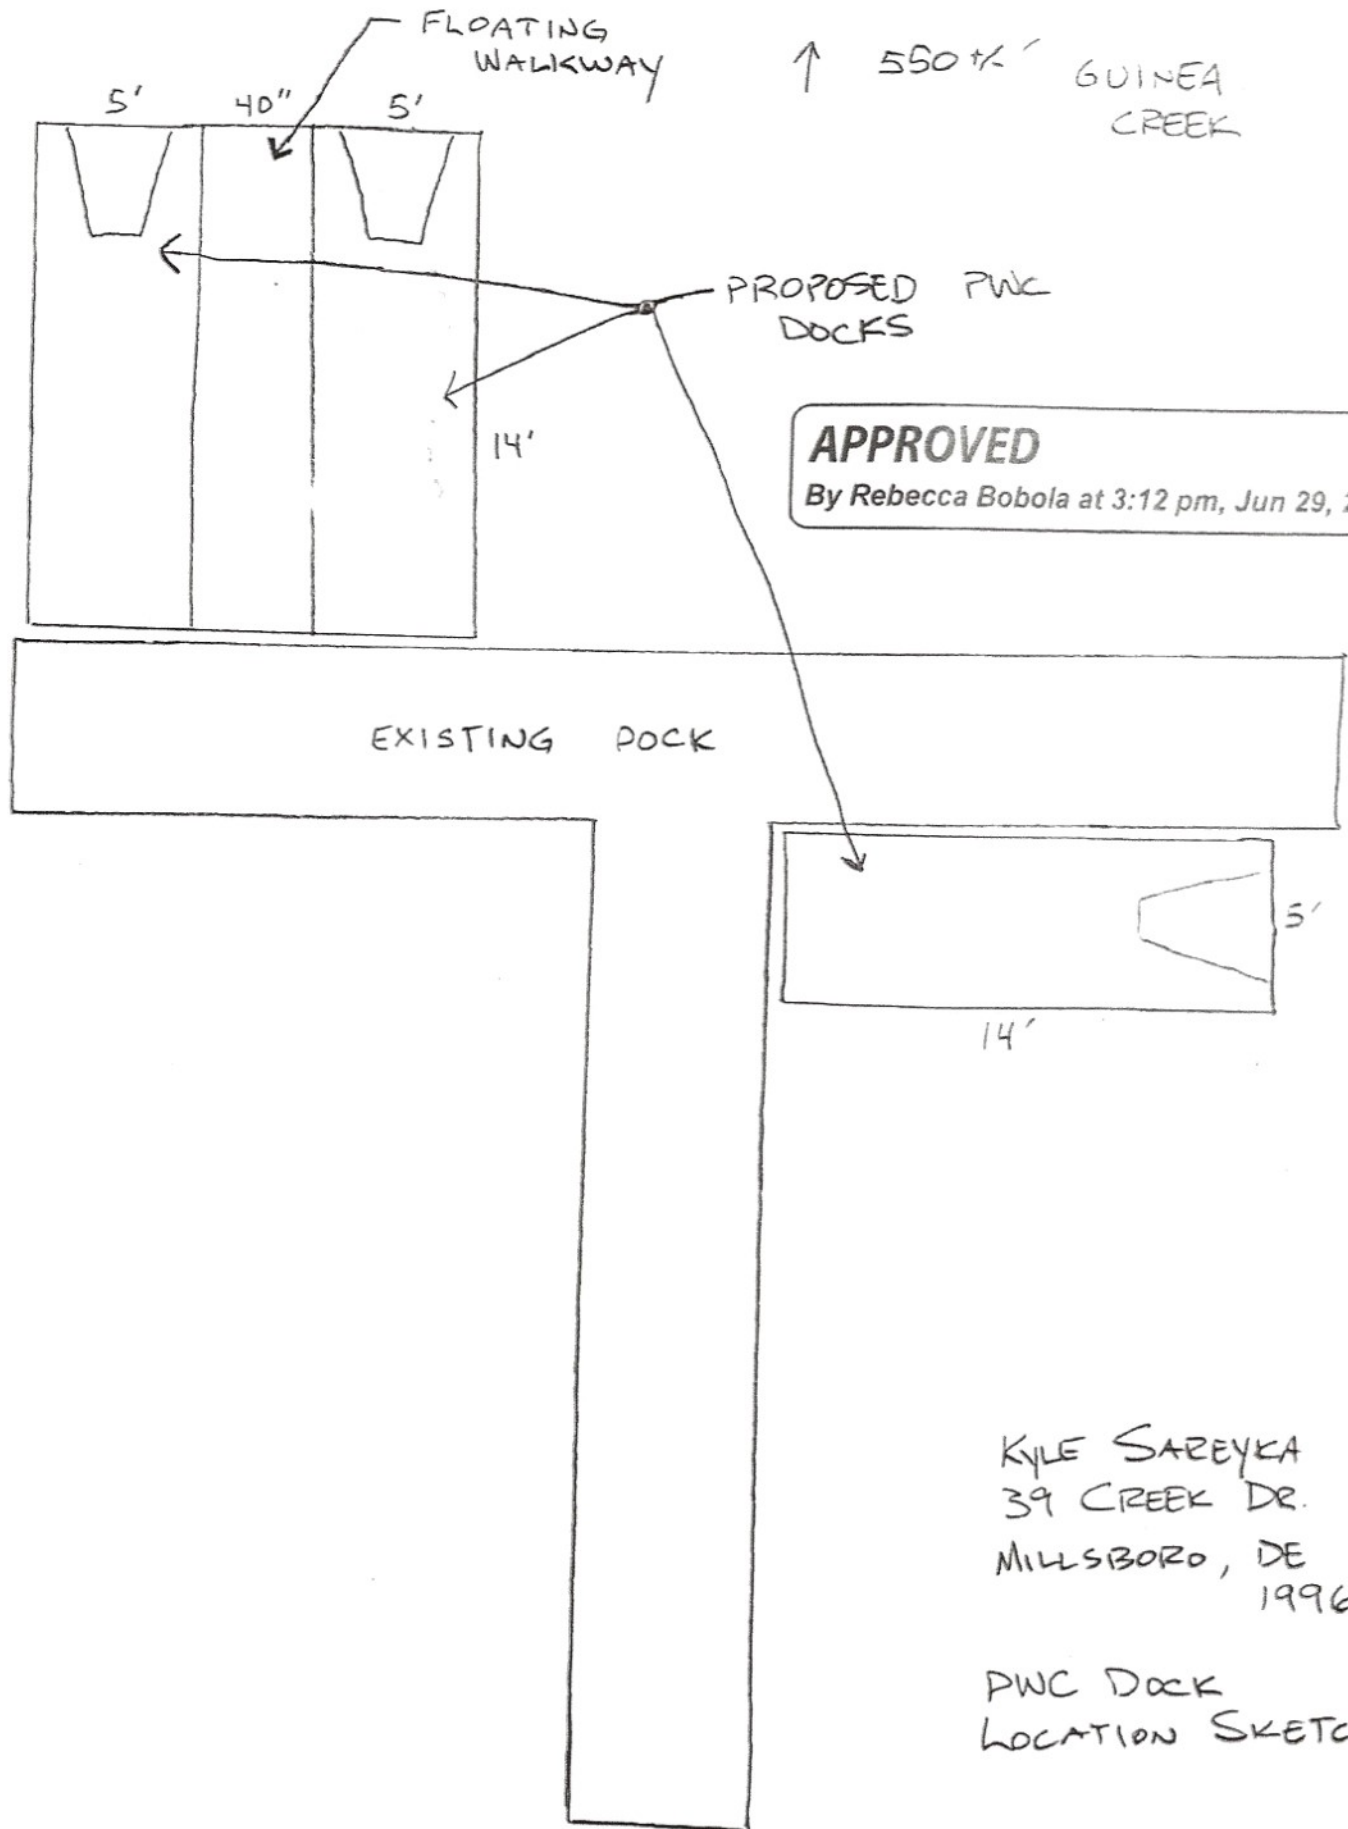 FLOATING
WALKWAY
↑ 550 +/-'
GUINEA
CREEK
5' 40" 5'
PROPOSED PWC
DOCKS
14'
APPROVED
By Rebecca Bobola at 3:12 pm, Jun 29,
EXISTING DOCK
5'
14'
KYLE SAREYKA
39 CREEK DR.
MILLSBORO, DE
1996
PWC DOCK
LOCATION SKETC